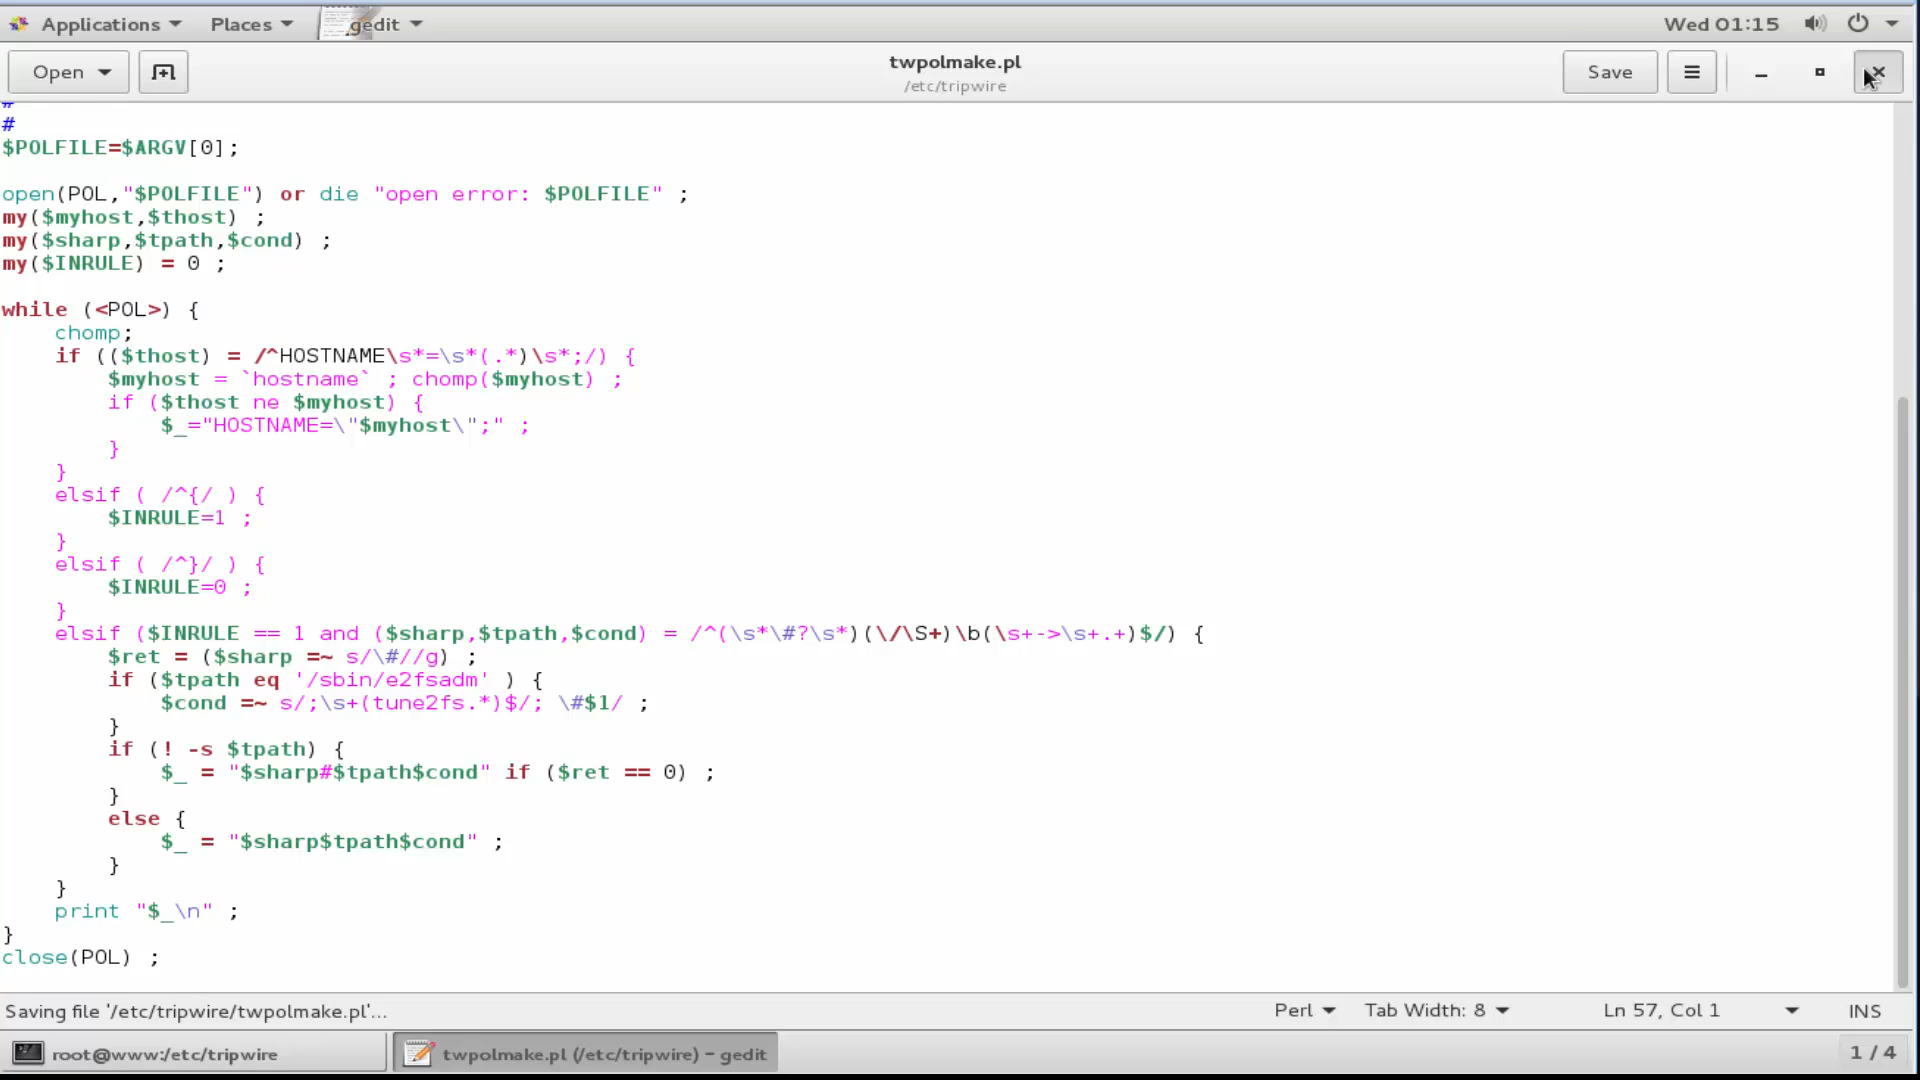 Applications Places gedit Wed 01:15
Open twpolmake.pl Save
/etc/tripwire
#
#
$POLFILE=$ARGV[0];
open(POL,"$POLFILE") or die "open error: $POLFILE" ;
my($myhost,$thost) ;
my($sharp,$tpath,$cond) ;
my($INRULE) = 0 ;
while (<POL>) {
chomp;
if (($thost) = /^HOSTNAME\s*=\s*(.*)\s*;/) {
$myhost = `hostname` ; chomp($myhost) ;
if ($thost ne $myhost) {
$_="HOSTNAME=\"$myhost\";" ;
}
}
elsif ( /^{/ ) {
$INRULE=1 ;
}
elsif ( /^}/ ) {
$INRULE=0 ;
}
elsif ($INRULE == 1 and ($sharp,$tpath,$cond) = /^(\s*\#?\s*)(\/\S+)\b(\s+->\s+.+)$/) {
$ret = ($sharp =~ s/\#//g) ;
if ($tpath eq '/sbin/e2fsadm' ) {
$cond =~ s/;\s+(tune2fs.*)$/; \#$1/ ;
}
if (! -s $tpath) {
$_ = "$sharp#$tpath$cond" if ($ret == 0) ;
}
else {
$_ = "$sharp$tpath$cond" ;
}
}
print "$_\n" ;
}
close(POL) ;
Saving file '/etc/tripwire/twpolmake.pl'... Perl Tab Width: 8 Ln 57, Col 1 INS
root@www:/etc/tripwire twpolmake.pl (/etc/tripwire) - gedit 1 / 4